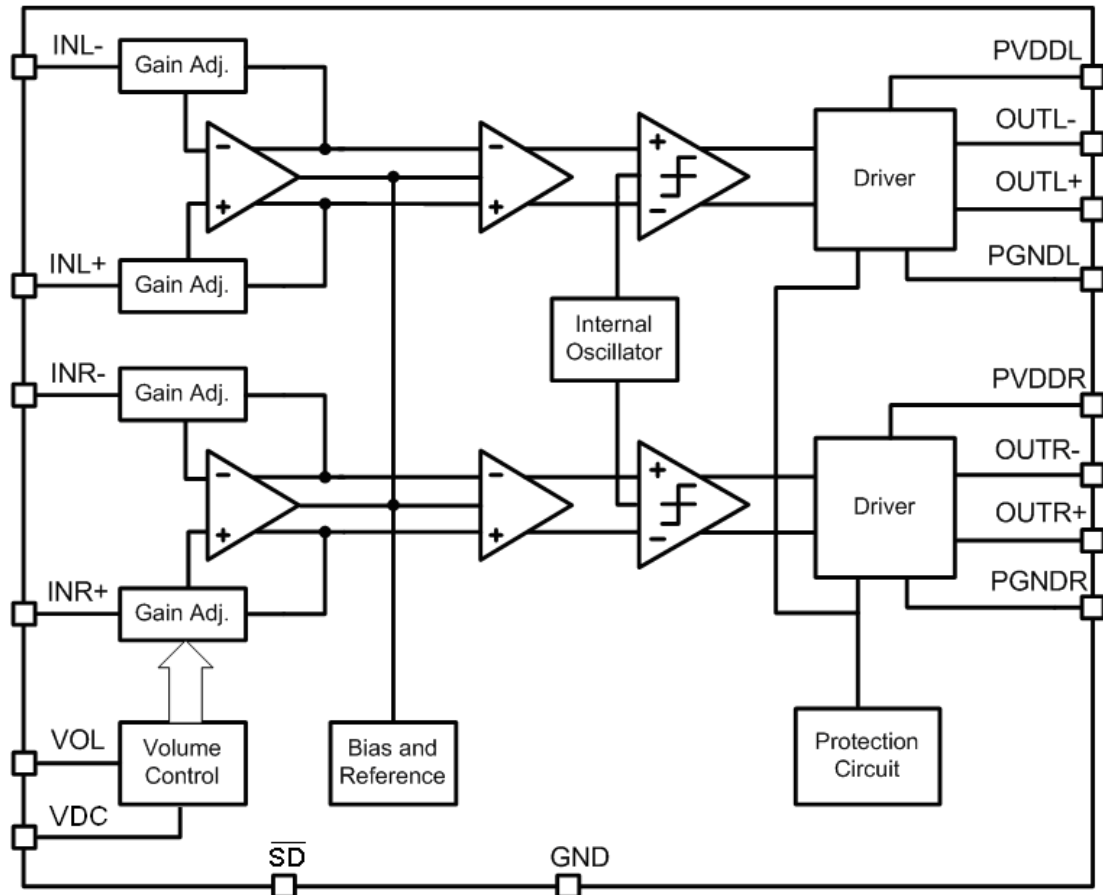 INL-
Gain Adj.
PVDDL
OUTL-
Driver
OUTL+
INL+
Gain Adj.
PGNDL
Internal
Oscillator
INR-
Gain Adj.
PVDDR
OUTR-
Driver
OUTR+
INR+
Gain Adj.
PGNDR
VOL
Volume
Control
Bias and
Reference
Protection
Circuit
VDC
S̅D̅
GND